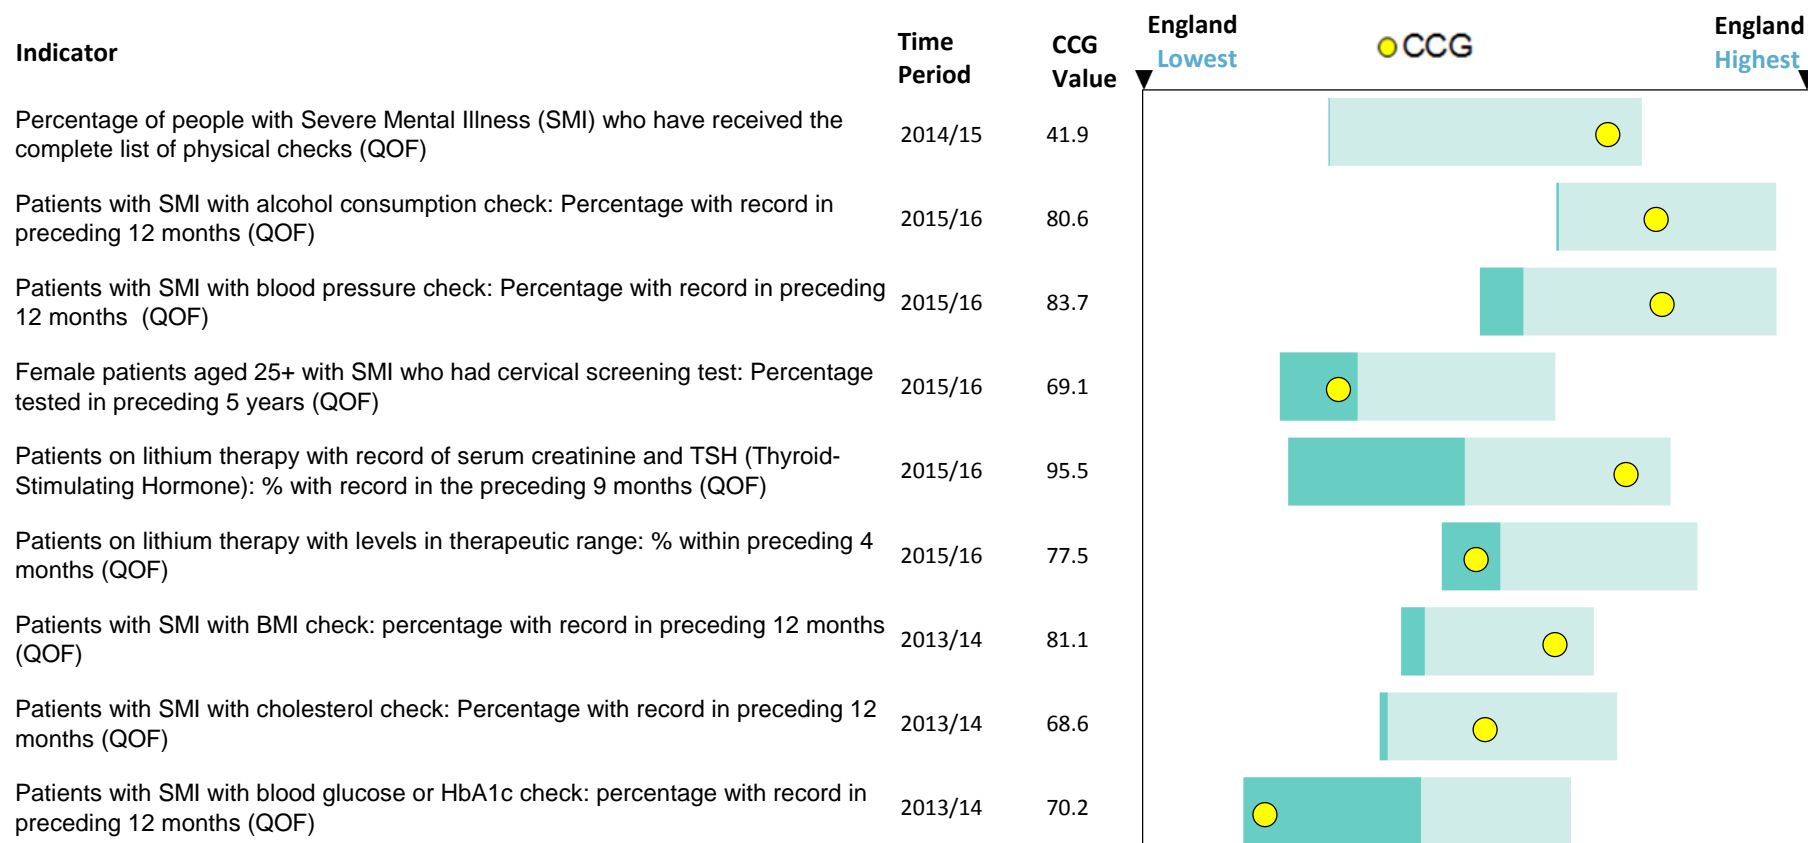 Indicator
Time Period
CCG Value
England Lowest
CCG
England Highest
Percentage of people with Severe Mental Illness (SMI) who have received the
complete list of physical checks (QOF)
2014/15
41.9
Patients with SMI with alcohol consumption check: Percentage with record in
preceding 12 months (QOF)
2015/16
80.6
Patients with SMI with blood pressure check: Percentage with record in preceding
12 months  (QOF)
2015/16
83.7
Female patients aged 25+ with SMI who had cervical screening test: Percentage
tested in preceding 5 years (QOF)
2015/16
69.1
Patients on lithium therapy with record of serum creatinine and TSH (Thyroid-
Stimulating Hormone): % with record in the preceding 9 months (QOF)
2015/16
95.5
Patients on lithium therapy with levels in therapeutic range: % within preceding 4
months (QOF)
2015/16
77.5
Patients with SMI with BMI check: percentage with record in preceding 12 months
(QOF)
2013/14
81.1
Patients with SMI with cholesterol check: Percentage with record in preceding 12
months (QOF)
2013/14
68.6
Patients with SMI with blood glucose or HbA1c check: percentage with record in
preceding 12 months (QOF)
2013/14
70.2